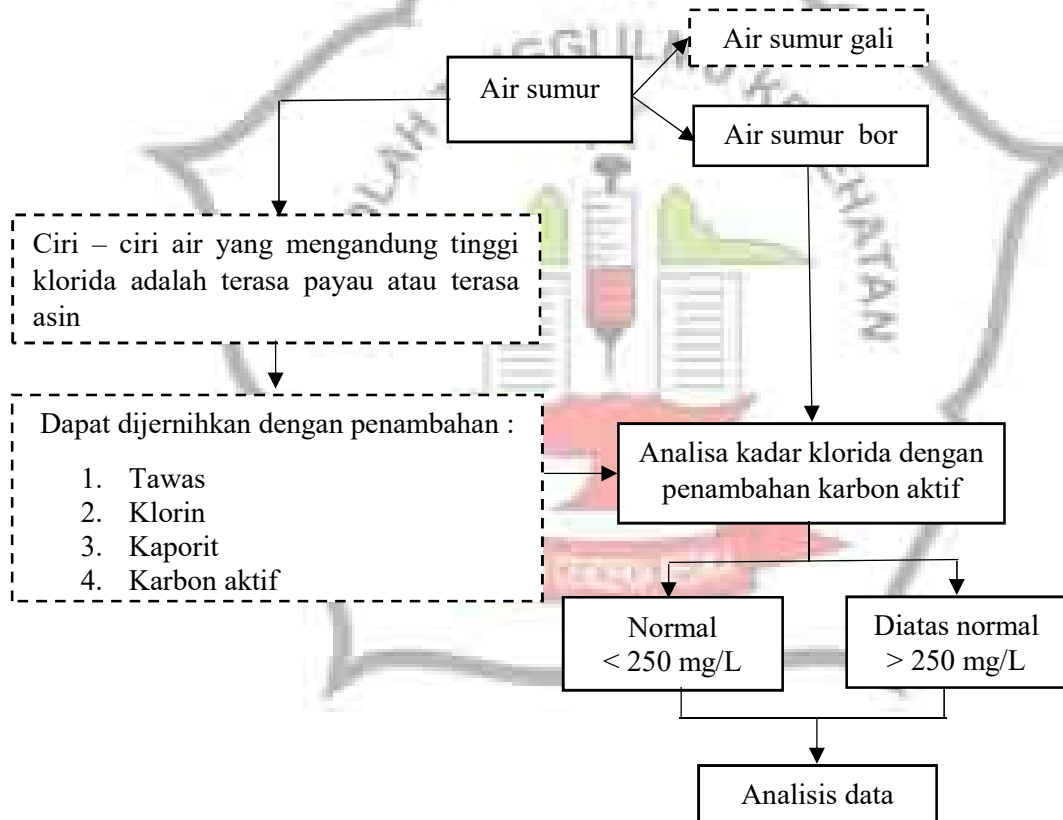 Air sumur gali
Air sumur
Air sumur bor
Ciri – ciri air yang mengandung tinggi
klorida adalah terasa payau atau terasa
asin
Dapat dijernihkan dengan penambahan :
1. Tawas
2. Klorin
3. Kaporit
4. Karbon aktif
Analisa kadar klorida dengan
penambahan karbon aktif
Normal
< 250 mg/L
Diatas normal
> 250 mg/L
Analisis data